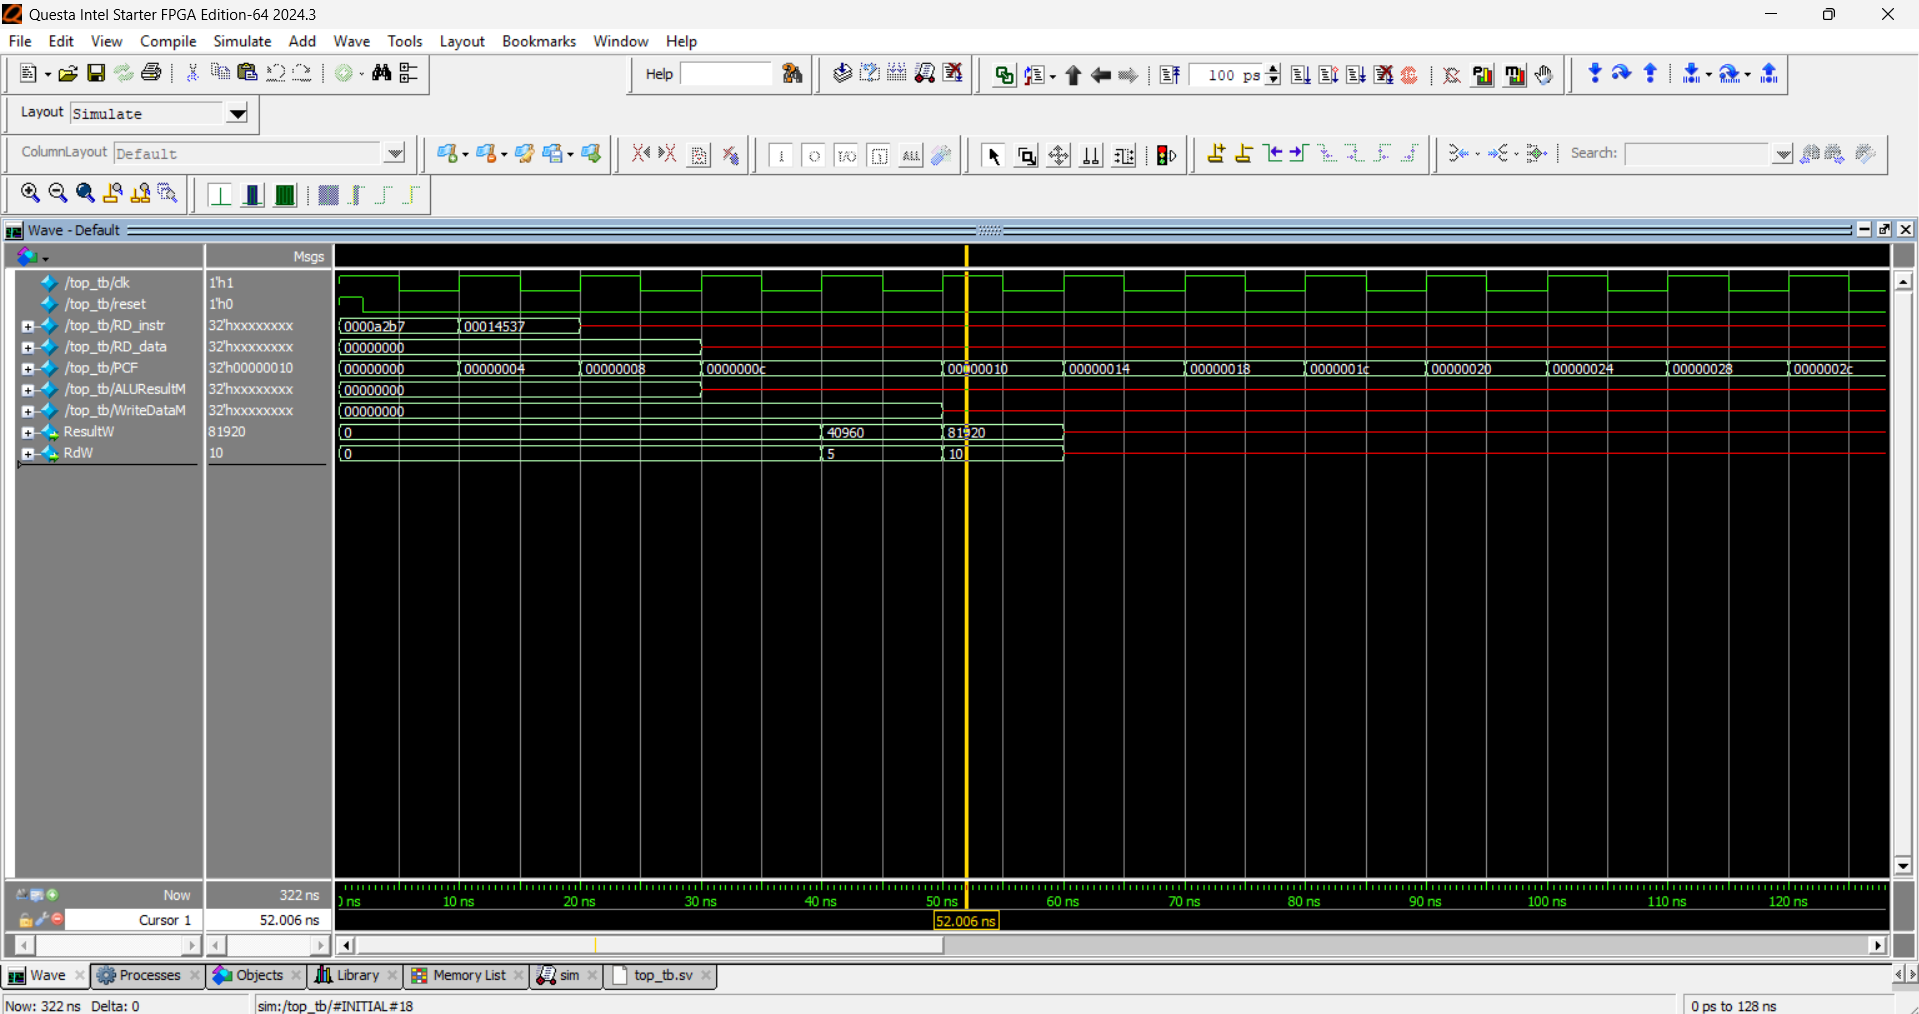 Questa Intel Starter FPGA Edition-64 2024.3
File Edit View Compile Simulate Add Wave Tools Layout Bookmarks Window Help
Help 100 ps
Layout Simulate
ColumnLayout Default Search:
Wave - Default
Msgs
/top_tb/clk 1'h1
/top_tb/reset 1'h0
/top_tb/RD_instr 32'hxxxxxxxx 0000a2b7 00014537
/top_tb/RD_data 32'hxxxxxxxx 00000000
/top_tb/PCF 32'h00000010 00000000 00000004 00000008 0000000c 00000010 00000014 00000018 0000001c 00000020 00000024 00000028 0000002c
/top_tb/ALUResultM 32'hxxxxxxxx 00000000
/top_tb/WriteDataM 32'hxxxxxxxx 00000000
ResultW 81920 0 40960 81920
RdW 10 0 5 10
Now 322 ns 0 ns 10 ns 20 ns 30 ns 40 ns 50 ns 60 ns 70 ns 80 ns 90 ns 100 ns 110 ns 120 ns
Cursor 1 52.006 ns 52.006 ns
Wave Processes Objects Library Memory List sim top_tb.sv
Now: 322 ns Delta: 0 sim:/top_tb/#INITIAL#18 0 ps to 128 ns